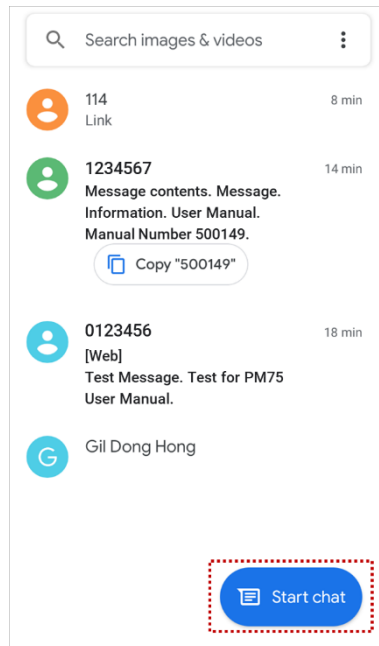 Search images & videos
114
8 min
Link
1234567
14 min
Message contents. Message.
Information. User Manual.
Manual Number 500149.
Copy "500149"
0123456
18 min
[Web]
Test Message. Test for PM75
User Manual.
G
Gil Dong Hong
Start chat